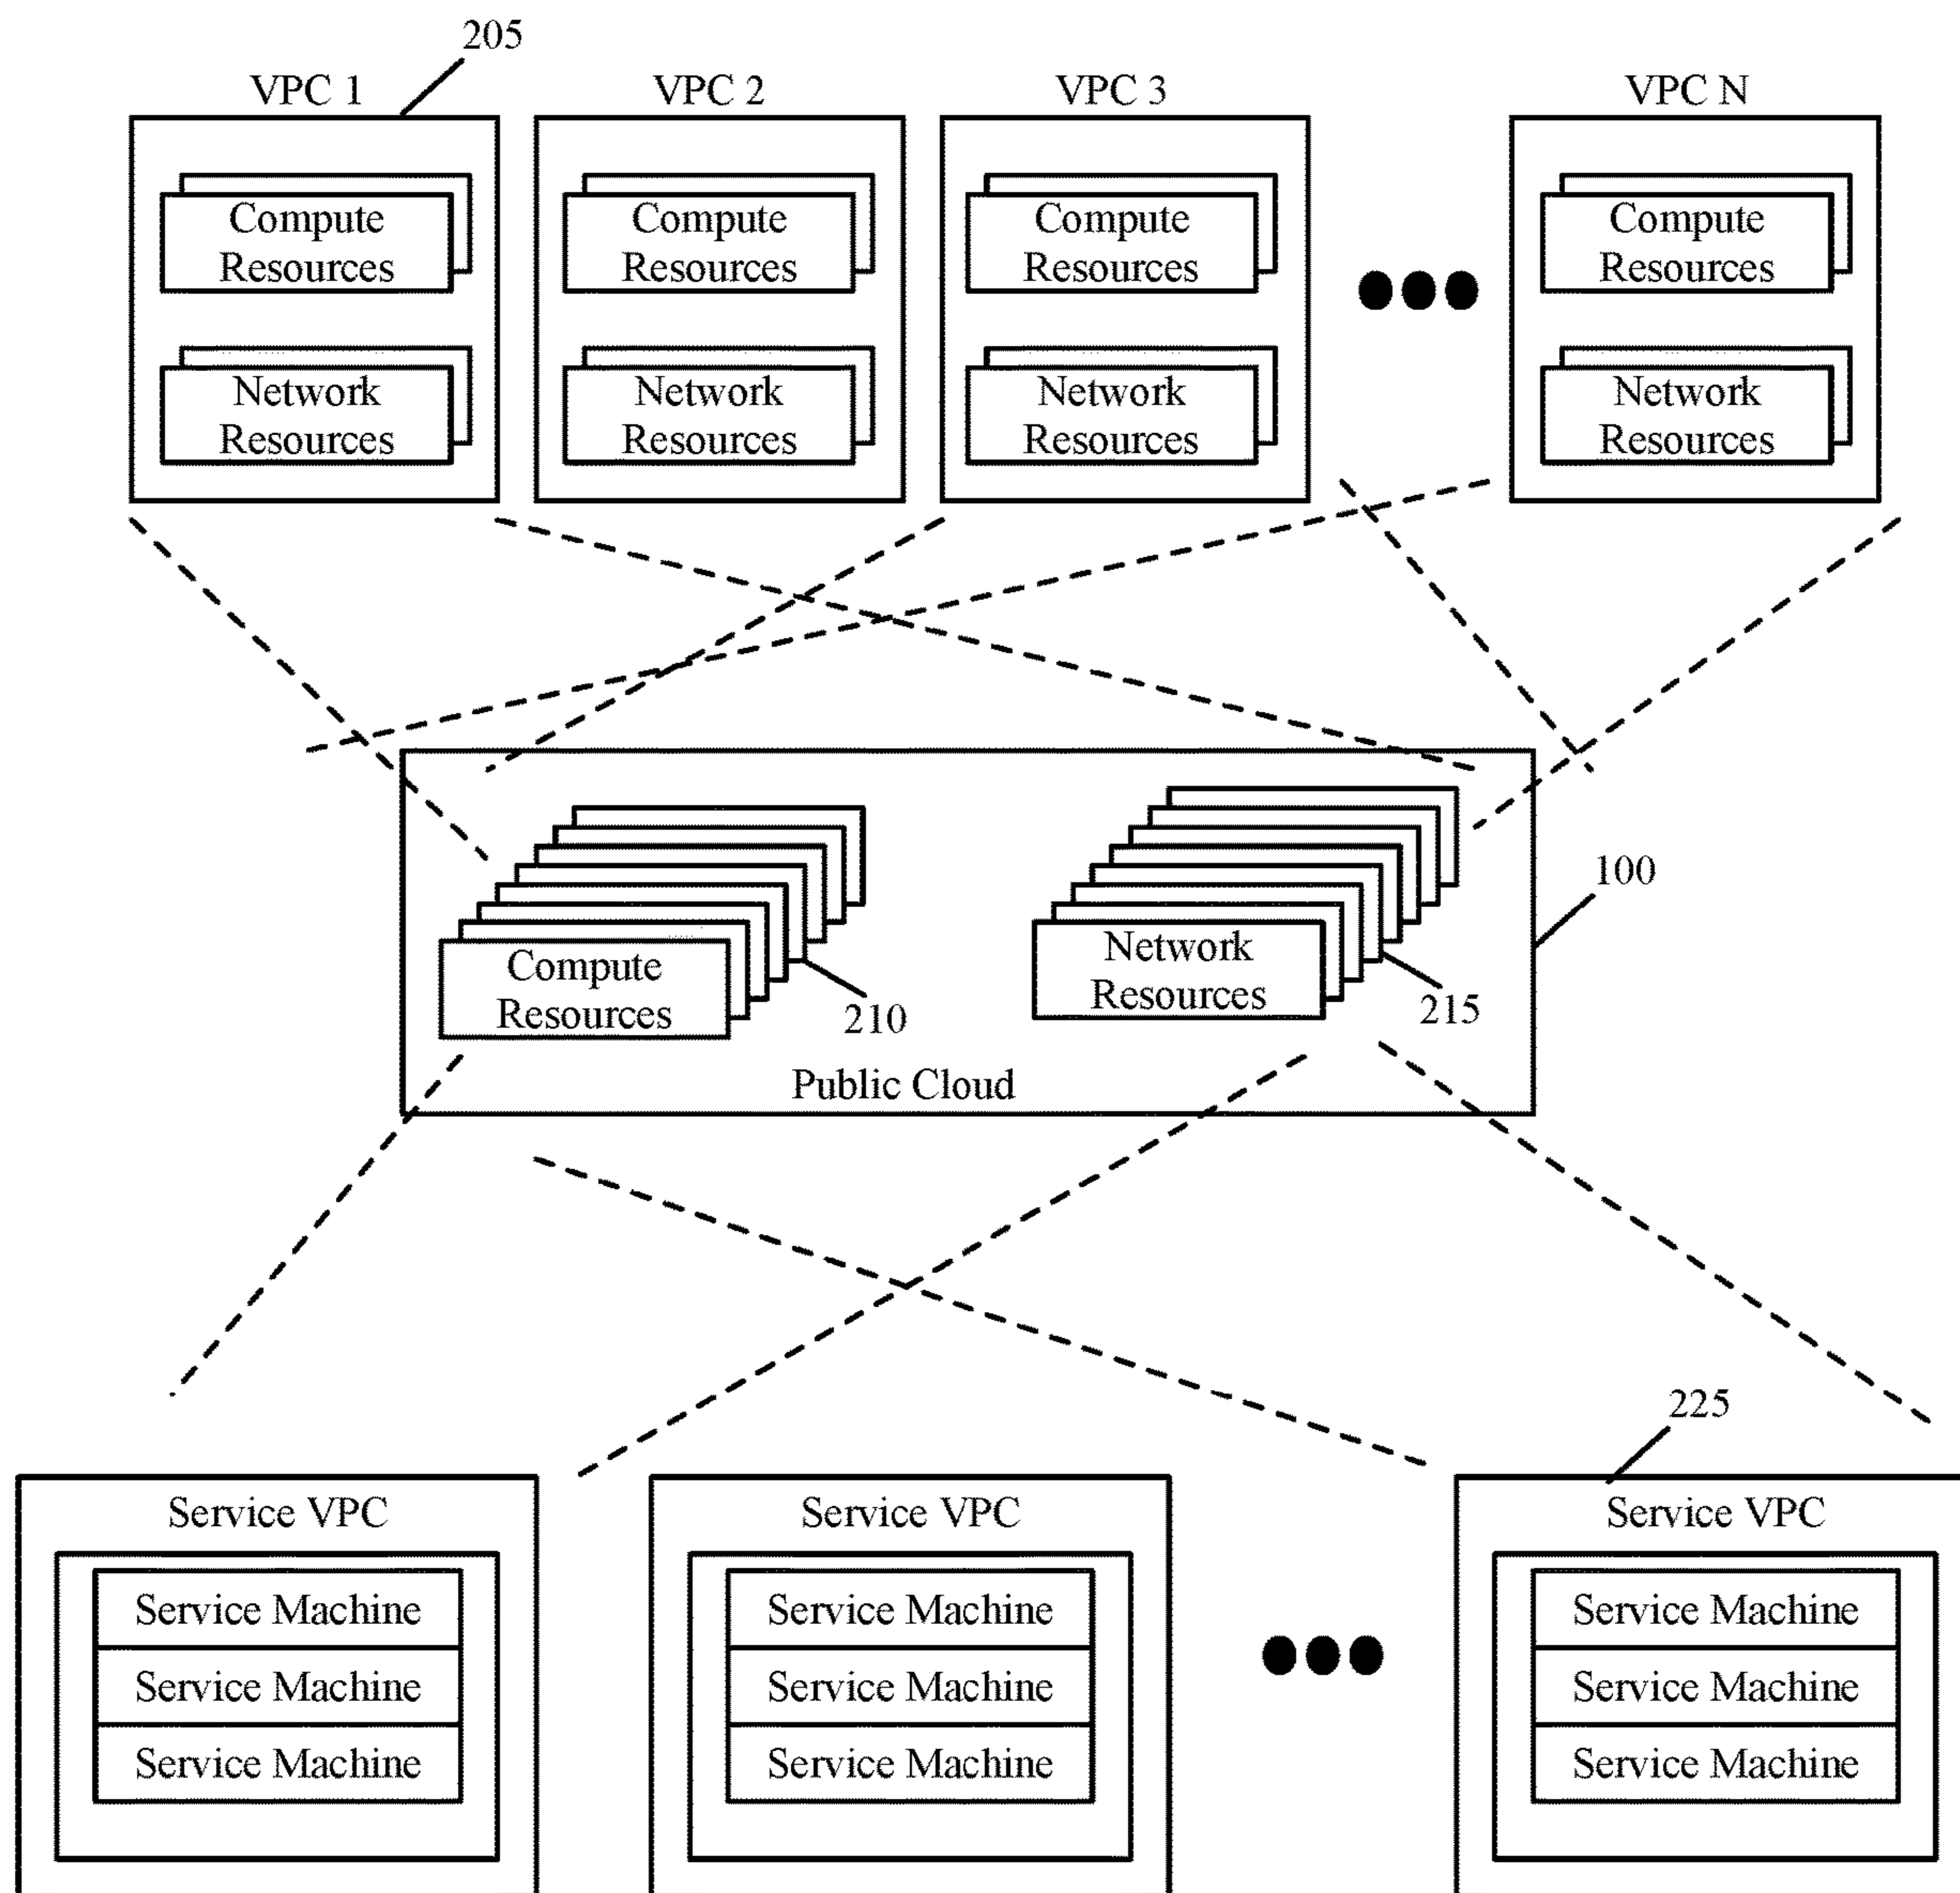 205
VPC 1
VPC 2
VPC 3
VPC N
Compute
Resources
Compute
Resources
Compute
Resources
Compute
Resources
Network
Resources
Network
Resources
Network
Resources
Network
Resources
100
Compute
Resources
210
Network
Resources
215
Public Cloud
225
Service VPC
Service VPC
Service VPC
Service Machine
Service Machine
Service Machine
Service Machine
Service Machine
Service Machine
Service Machine
Service Machine
Service Machine